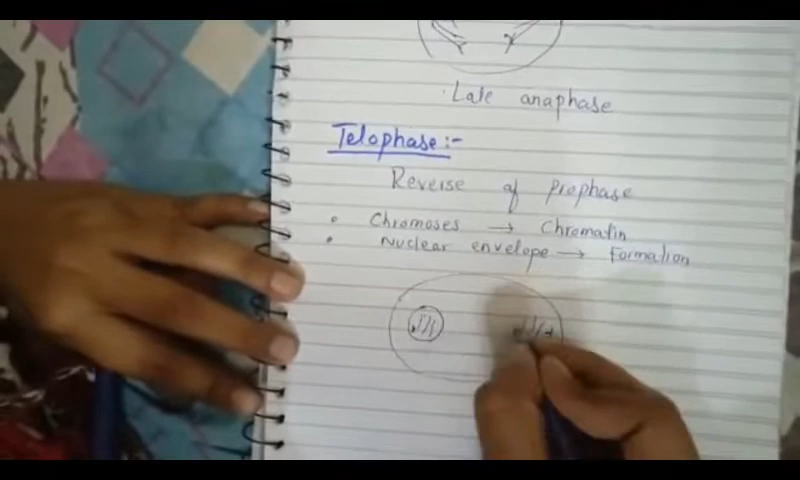 Late anaphase
Telophase:-
Reverse of prophase
• Chromoses → Chromatin
• Nuclear envelope → Formation